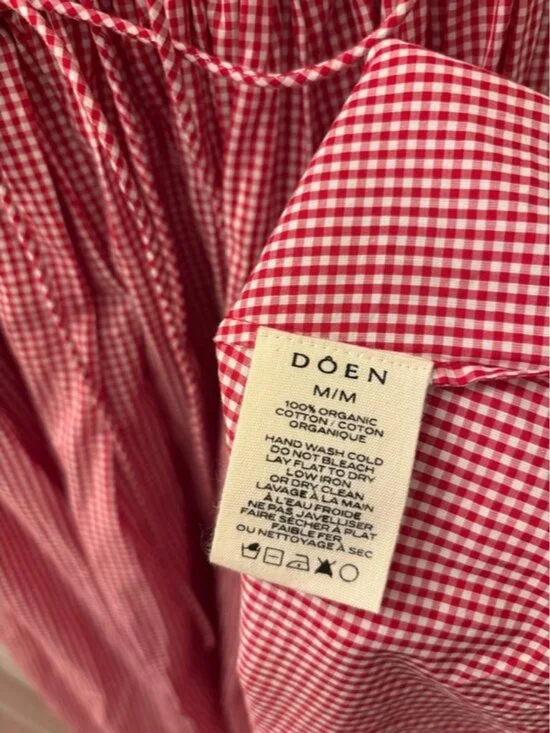 DÔEN
M/M
100% ORGANIC
COTTON / COTON
ORGANIQUE
HAND WASH COLD
DO NOT BLEACH
LAY FLAT TO DRY
LOW IRON
OR DRY CLEAN
LAVAGE À LA MAIN
À L'EAU FROIDE
NE PAS JAVELLISER
FAIRE SÉCHER À PLAT
FAIBLE FER
OU NETTOYAGE À SEC